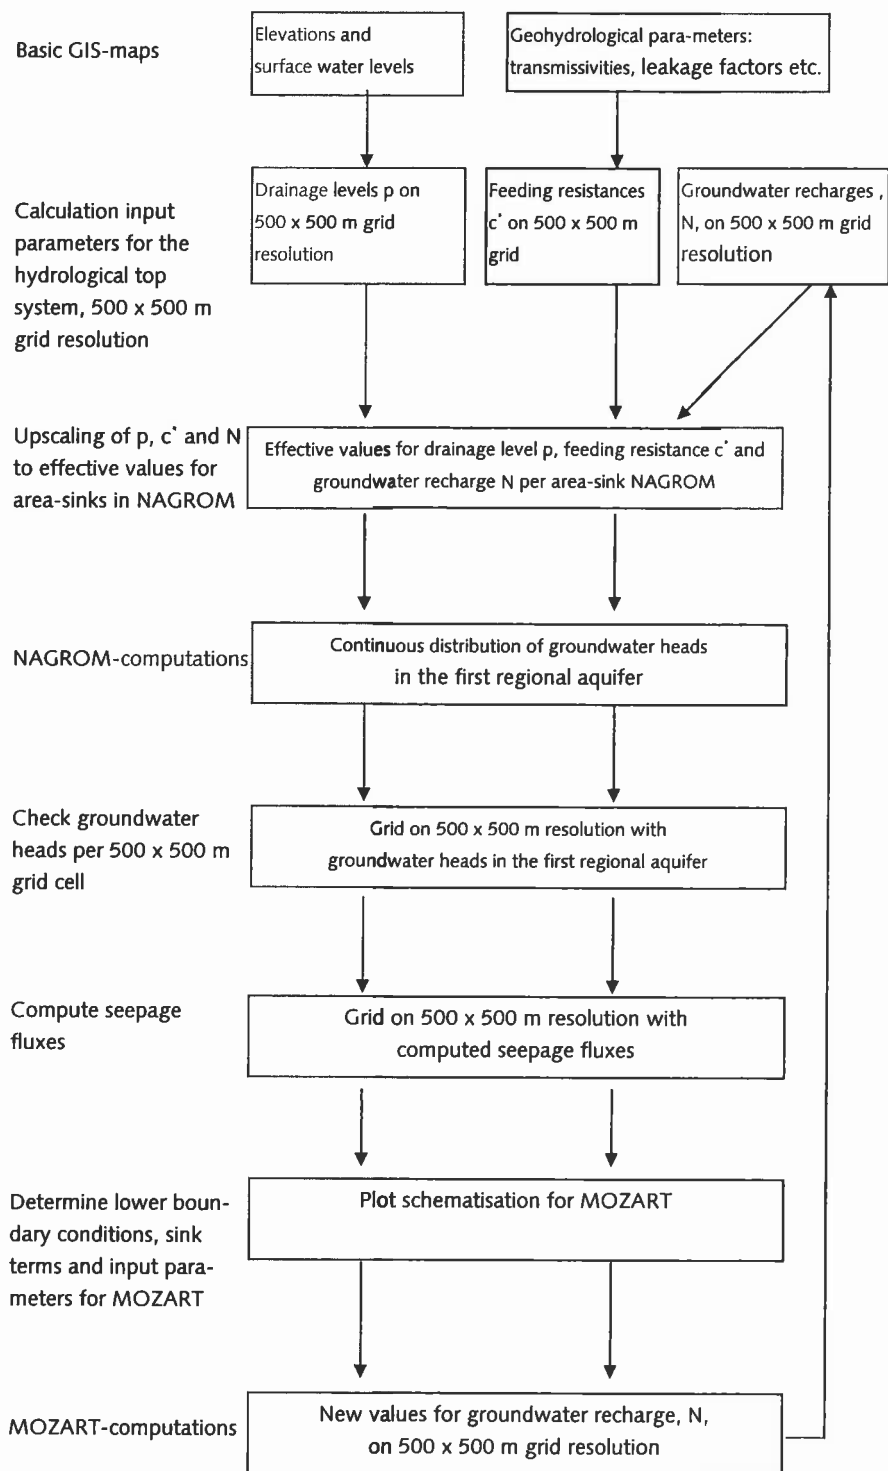 Basic GIS-maps
Elevations and
surface water levels
Geohydrological para-meters:
transmissivities, leakage factors etc.
Calculation input
parameters for the
hydrological top
system, 500 x 500 m
grid resolution
Drainage levels p on
500 x 500 m grid
resolution
Feeding resistances
c* on 500 x 500 m
grid
Groundwater recharges ,
N, on 500 x 500 m grid
resolution
Upscaling of p, c* and N
to effective values for
area-sinks in NAGROM
Effective values for drainage level p, feeding resistance c* and
groundwater recharge N per area-sink NAGROM
NAGROM-computations
Continuous distribution of groundwater heads
in the first regional aquifer
Check groundwater
heads per 500 x 500 m
grid cell
Grid on 500 x 500 m resolution with
groundwater heads in the first regional aquifer
Compute seepage
fluxes
Grid on 500 x 500 m resolution with
computed seepage fluxes
Determine lower boun-
dary conditions, sink
terms and input para-
meters for MOZART
Plot schematisation for MOZART
MOZART-computations
New values for groundwater recharge, N,
on 500 x 500 m grid resolution